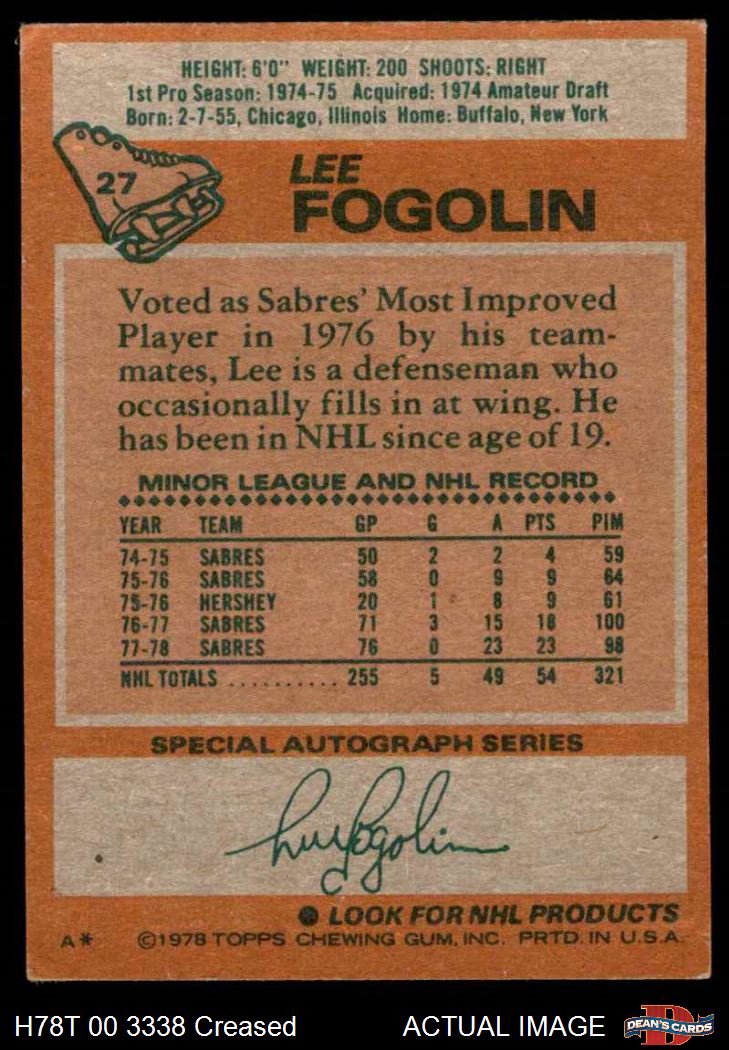 HEIGHT: 6'0" WEIGHT: 200 SHOOTS: RIGHT
1st Pro Season: 1974-75 Acquired: 1974 Amateur Draft
Born: 2-7-55, Chicago, Illinois Home: Buffalo, New York
27
LEE
FOGOLIN
Voted as Sabres' Most Improved
Player in 1976 by his team-
mates, Lee is a defenseman who
occasionally fills in at wing. He
has been in NHL since age of 19.
MINOR LEAGUE AND NHL RECORD
YEAR TEAM GP G A PTS PIM
74-75 SABRES 50 2 2 4 59
75-76 SABRES 58 0 9 9 64
75-76 HERSHEY 20 1 8 9 61
76-77 SABRES 71 3 15 18 100
77-78 SABRES 76 0 23 23 98
NHL TOTALS .......... 255 5 49 54 321
SPECIAL AUTOGRAPH SERIES
Lee Fogolin
● LOOK FOR NHL PRODUCTS
A* ©1978 TOPPS CHEWING GUM, INC. PRTD. IN U.S.A.
H78T 00 3338 Creased ACTUAL IMAGE
D
DEAN'S CARDS